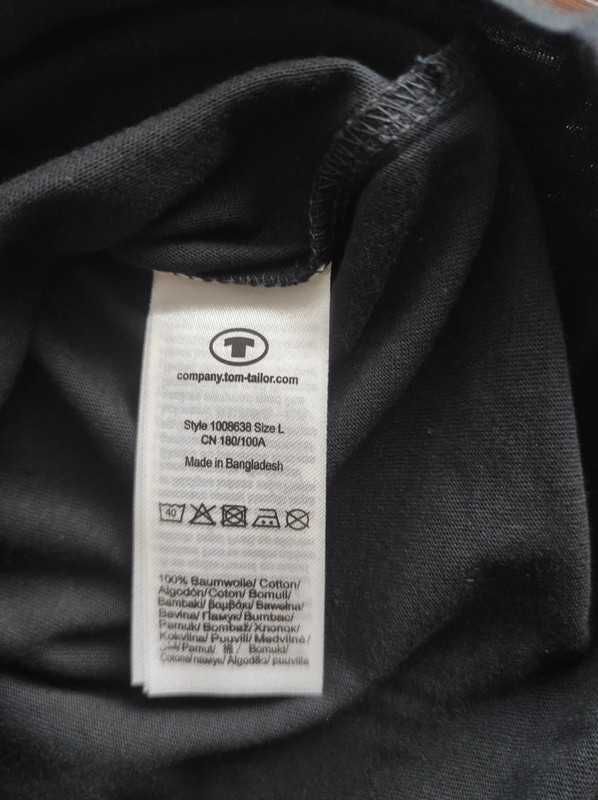 company.tom-tailor.com
Style 1008638 Size L
CN 180/100A
Made in Bangladesh
40
100% Baumwolle/ Cotton/
Algodón/Coton/ Bomull/
Bambaki/ βαμβάκι/ Bawełna/
Bavlna/ Памук/ Bumbac/
Pamuk/ Bombaž/ Хлопок/
Kokvilna/ Puuvill/ Medvilnė/
/Pamut/ 棉 / Bomuld/
Cotone/памук/ Algodão/ puuvilla